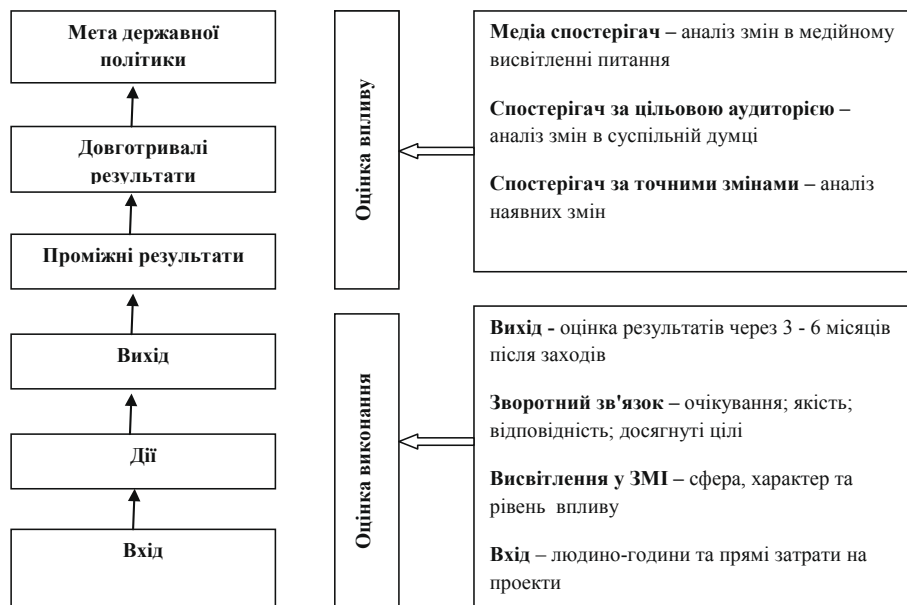 Мета державної
політики
Довготривалі
результати
Проміжні результати
Вихід
Дії
Вхід
Оцінка впливу
Оцінка виконання
Медіа спостерігач – аналіз змін в медійному
висвітленні питання
Спостерігач за цільовою аудиторією –
аналіз змін в суспільній думці
Спостерігач за точними змінами – аналіз
наявних змін
Вихід - оцінка результатів через 3 - 6 місяців
після заходів
Зворотний зв'язок – очікування; якість;
відповідність; досягнуті цілі
Висвітлення у ЗМІ – сфера, характер та
рівень впливу
Вхід – людино-години та прямі затрати на
проекти